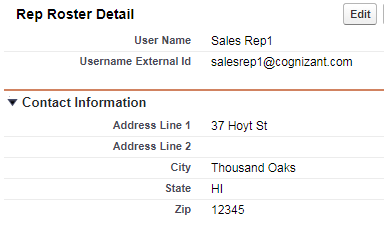 Rep Roster Detail Edit
User Name Sales Rep1
Username External Id salesrep1@cognizant.com
Contact Information
Address Line 1 37 Hoyt St
Address Line 2
City Thousand Oaks
State HI
Zip 12345